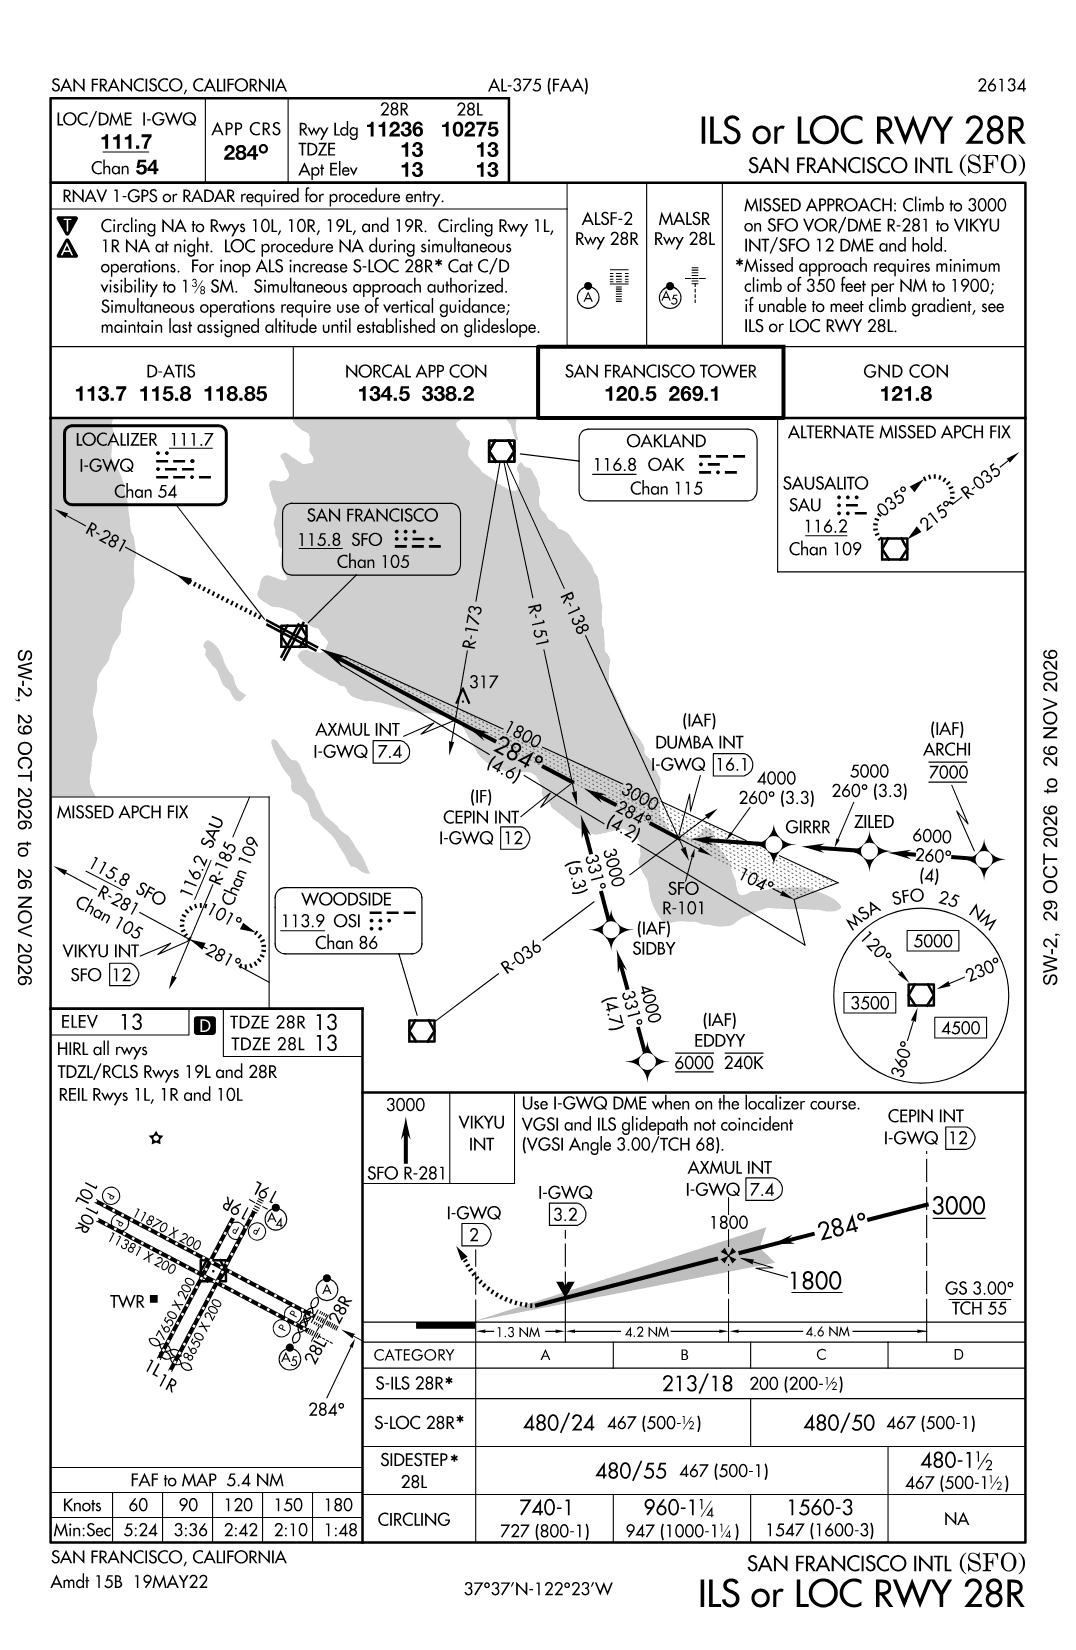 SAN FRANCISCO, CALIFORNIA
AL-375 (FAA)
26134
LOC/DME I-GWQ
111.7
Chan 54
APP CRS
284°
28R 28L
Rwy Ldg 11236 10275
TDZE 13 13
Apt Elev 13 13
ILS or LOC RWY 28R
SAN FRANCISCO INTL (SFO)
RNAV 1-GPS or RADAR required for procedure entry.
T
A
Circling NA to Rwys 10L, 10R, 19L, and 19R. Circling Rwy 1L,
1R NA at night. LOC procedure NA during simultaneous
operations. For inop ALS increase S-LOC 28R* Cat C/D
visibility to 1⅜ SM. Simultaneous approach authorized.
Simultaneous operations require use of vertical guidance;
maintain last assigned altitude until established on glideslope.
ALSF-2
Rwy 28R
A
MALSR
Rwy 28L
A5
MISSED APPROACH: Climb to 3000
on SFO VOR/DME R-281 to VIKYU
INT/SFO 12 DME and hold.
*Missed approach requires minimum
climb of 350 feet per NM to 1900;
if unable to meet climb gradient, see
ILS or LOC RWY 28L.
D-ATIS
113.7 115.8 118.85
NORCAL APP CON
134.5 338.2
SAN FRANCISCO TOWER
120.5 269.1
GND CON
121.8
LOCALIZER 111.7
I-GWQ
Chan 54
SAN FRANCISCO
115.8 SFO
Chan 105
OAKLAND
116.8 OAK
Chan 115
ALTERNATE MISSED APCH FIX
SAUSALITO
SAU
116.2
Chan 109
035°
215°
R-035
R-281
R-173
R-151
R-138
317
AXMUL INT
I-GWQ 7.4
1800
284°
(4.6)
(IF)
CEPIN INT
I-GWQ 12
3000
284°
(4.2)
(IAF)
DUMBA INT
I-GWQ 16.1
4000
260° (3.3)
GIRRR
5000
260° (3.3)
ZILED
(IAF)
ARCHI
7000
6000
260°
(4)
104°
SFO
R-101
3000
331°
(5.3)
(IAF)
SIDBY
4000
331°
(4.7)
(IAF)
EDDYY
6000 240K
WOODSIDE
113.9 OSI
Chan 86
R-036
MISSED APCH FIX
115.8 SFO
R-281
Chan 105
116.2 SAU
R-185
Chan 109
101°
281°
VIKYU INT
SFO 12
MSA SFO 25 NM
120°
230°
360°
5000
3500
4500
ELEV 13
D
TDZE 28R 13
TDZE 28L 13
HIRL all rwys
TDZL/RCLS Rwys 19L and 28R
REIL Rwys 1L, 1R and 10L
10L
10R
11870 X 200
11381 X 200
19R
19L
A4
P
P
P
P
P
P
7650 X 200
8650 X 200
TWR
A
28R
28L
A5
1L
1R
284°
FAF to MAP 5.4 NM
Knots 60 90 120 150 180
Min:Sec 5:24 3:36 2:42 2:10 1:48
3000
SFO R-281
VIKYU
INT
Use I-GWQ DME when on the localizer course.
VGSI and ILS glidepath not coincident
(VGSI Angle 3.00/TCH 68).
CEPIN INT
I-GWQ 12
AXMUL INT
I-GWQ 7.4
I-GWQ
3.2
I-GWQ
2
1800
284°
3000
1800
GS 3.00°
TCH 55
1.3 NM
4.2 NM
4.6 NM
CATEGORY A B C D
S-ILS 28R* 213/18 200 (200-½)
S-LOC 28R* 480/24 467 (500-½) 480/50 467 (500-1)
SIDESTEP*
28L
480/55 467 (500-1)
480-1½
467 (500-1½)
CIRCLING
740-1
727 (800-1)
960-1¼
947 (1000-1¼)
1560-3
1547 (1600-3)
NA
SAN FRANCISCO, CALIFORNIA
Amdt 15B 19MAY22
37°37'N-122°23'W
SAN FRANCISCO INTL (SFO)
ILS or LOC RWY 28R
SW-2, 29 OCT 2026 to 26 NOV 2026
SW-2, 29 OCT 2026 to 26 NOV 2026